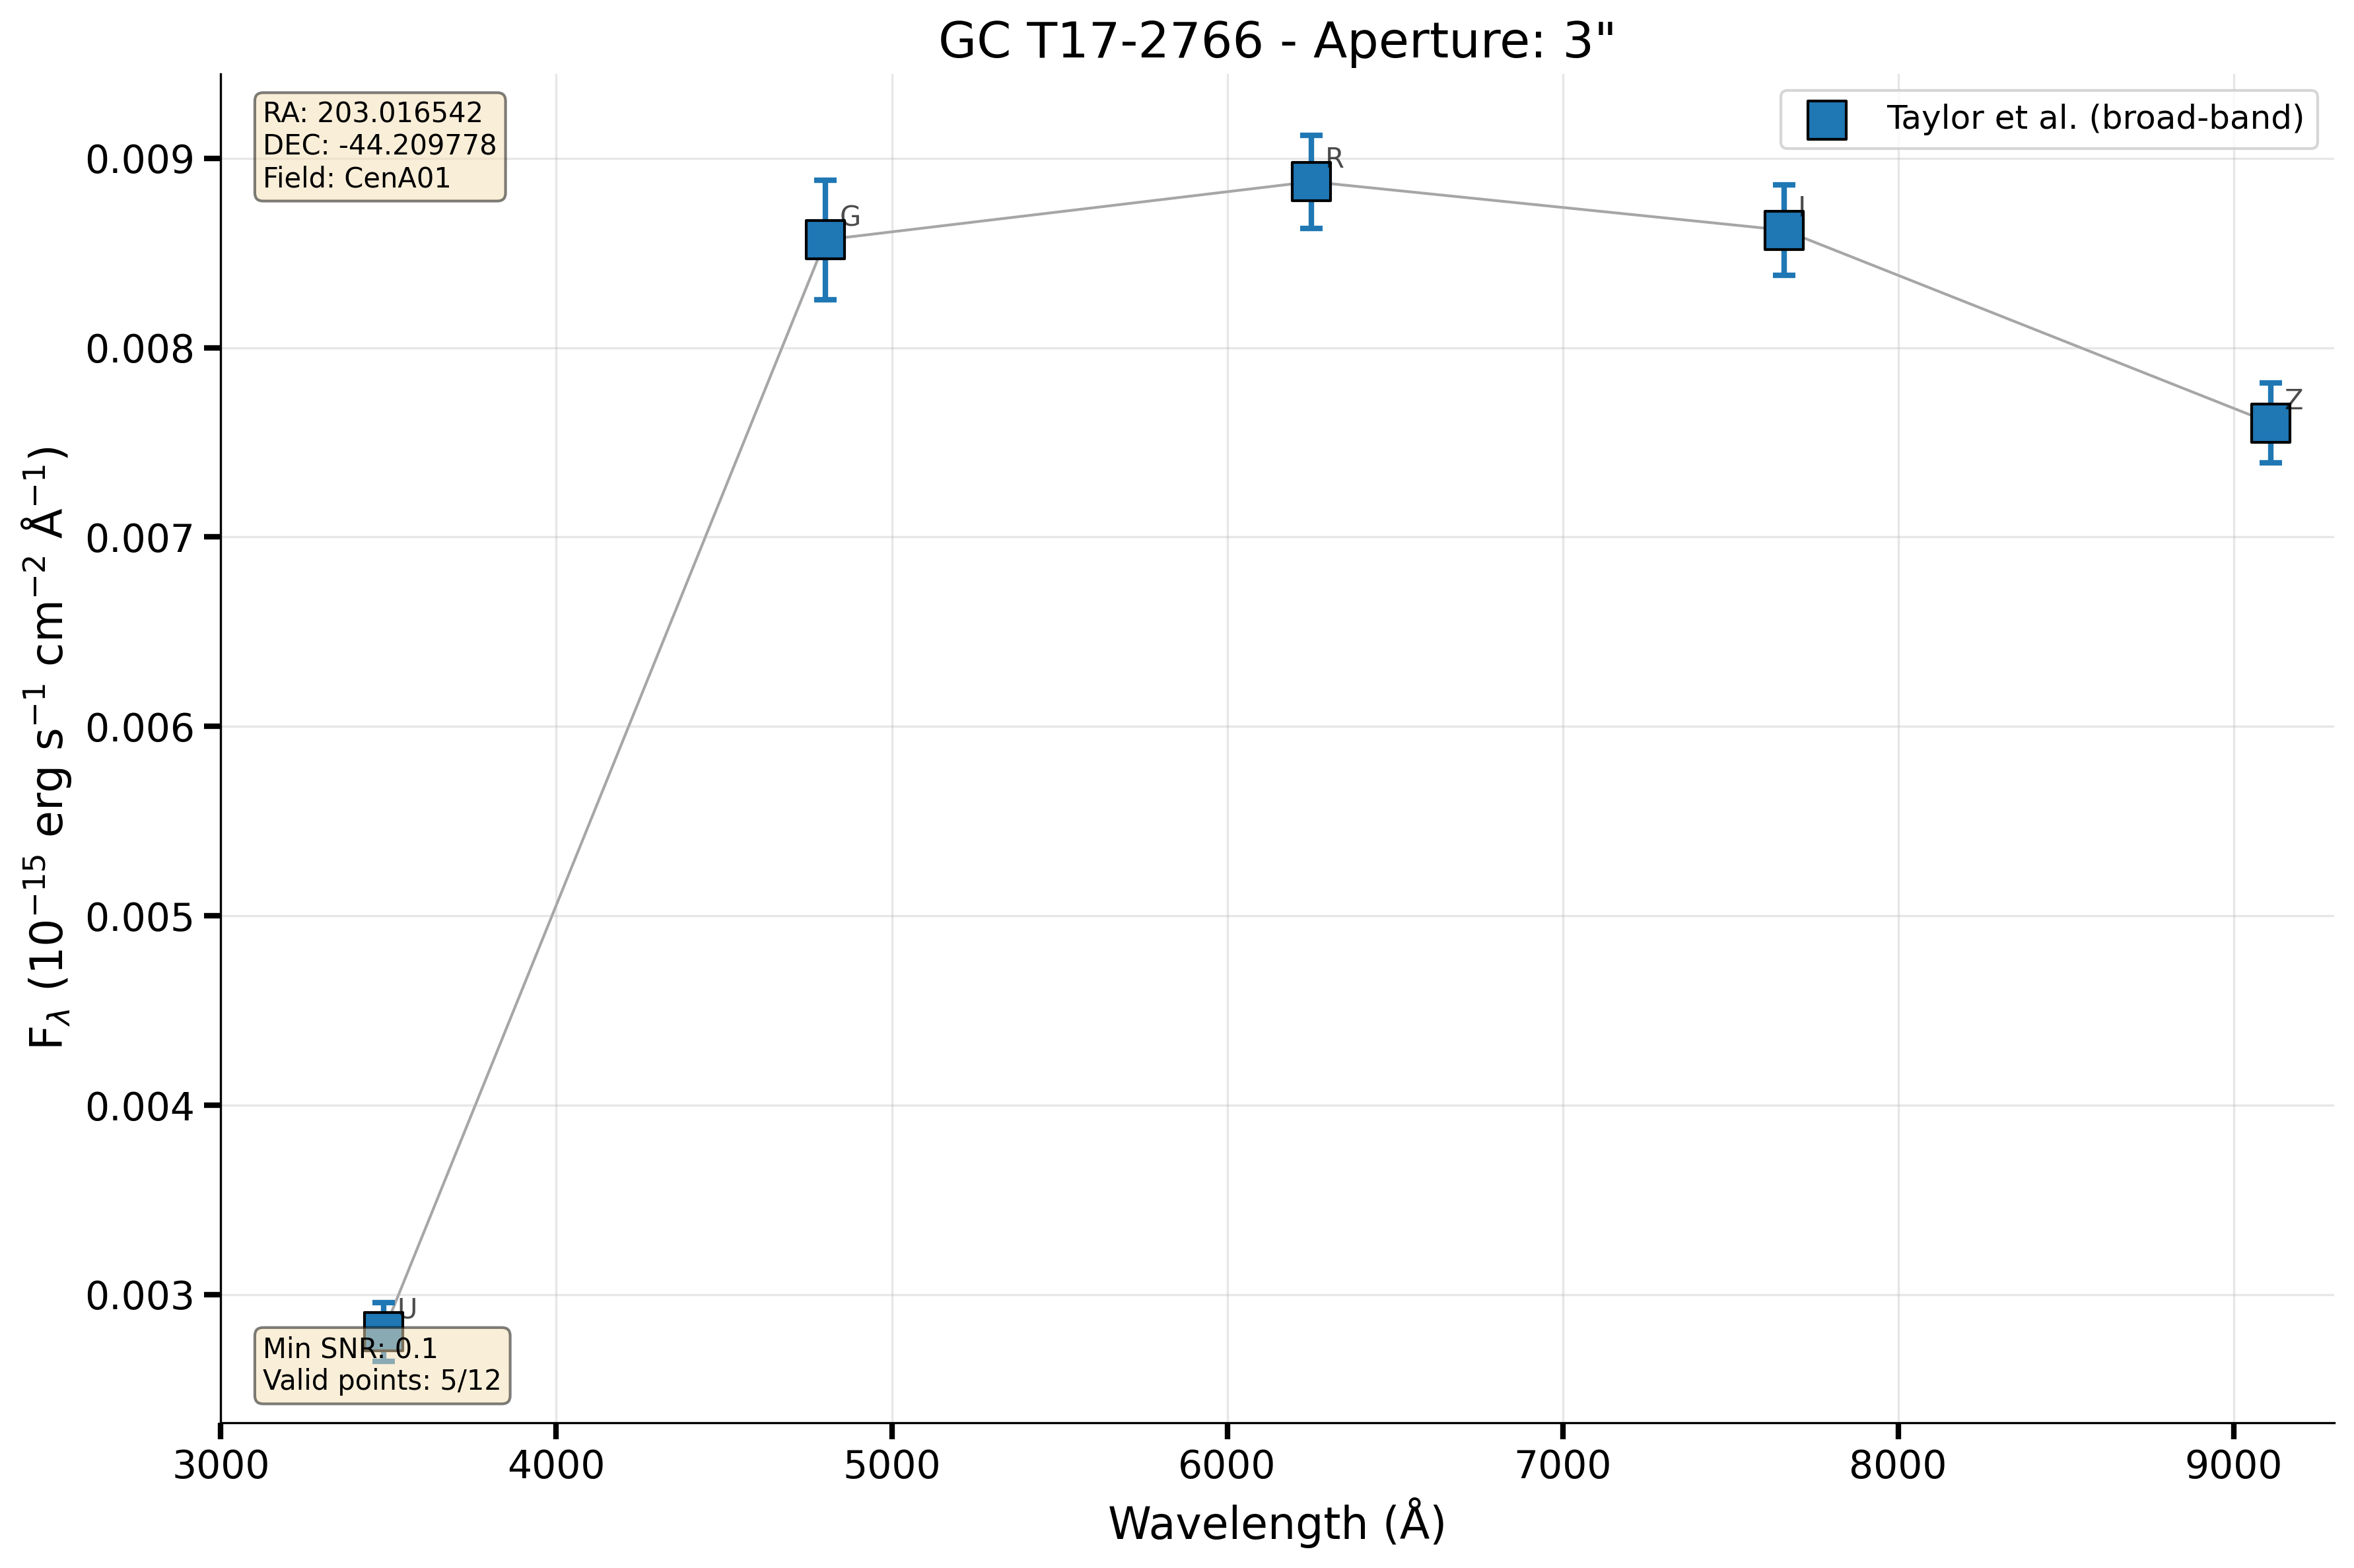 GC T17-2766 - Aperture: 3"
RA: 203.016542
DEC: -44.209778
Field: CenA01
Taylor et al. (broad-band)
G
R
I
Z
U
Min SNR: 0.1
Valid points: 5/12
0.009
0.008
0.007
0.006
0.005
0.004
0.003
F_λ (10⁻¹⁵ erg s⁻¹ cm⁻² Å⁻¹)
3000 4000 5000 6000 7000 8000 9000
Wavelength (Å)